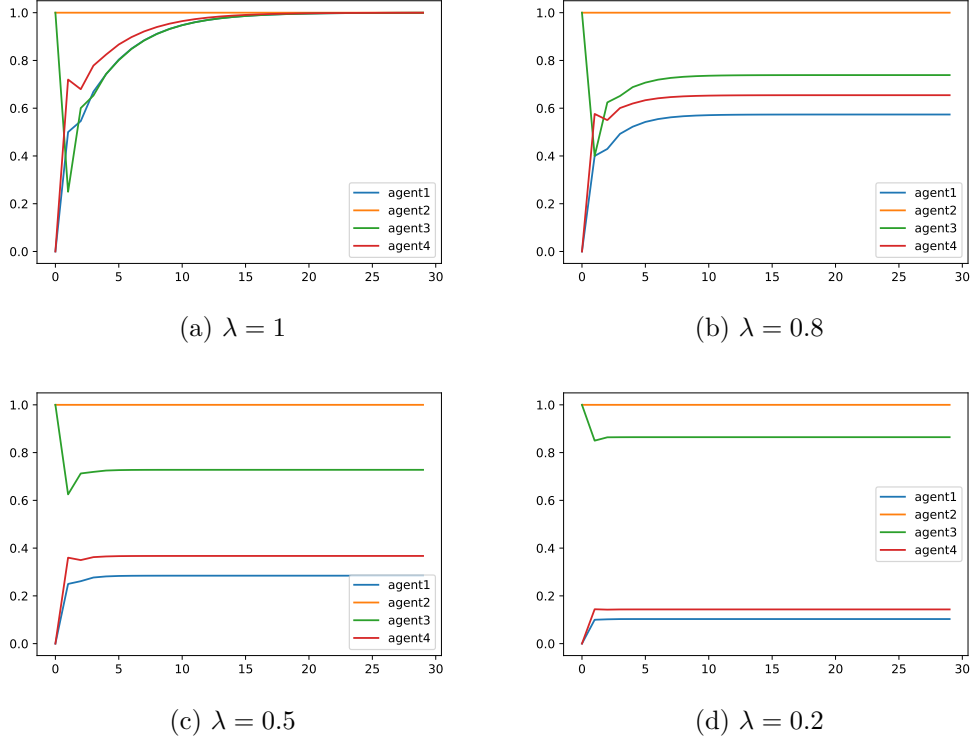 1.0
0.8
0.6
0.4
0.2
0.0
0 5 10 15 20 25 30
agent1
agent2
agent3
agent4
(a) λ = 1
1.0
0.8
0.6
0.4
0.2
0.0
0 5 10 15 20 25 30
agent1
agent2
agent3
agent4
(b) λ = 0.8
1.0
0.8
0.6
0.4
0.2
0.0
0 5 10 15 20 25 30
agent1
agent2
agent3
agent4
(c) λ = 0.5
1.0
0.8
0.6
0.4
0.2
0.0
0 5 10 15 20 25 30
agent1
agent2
agent3
agent4
(d) λ = 0.2